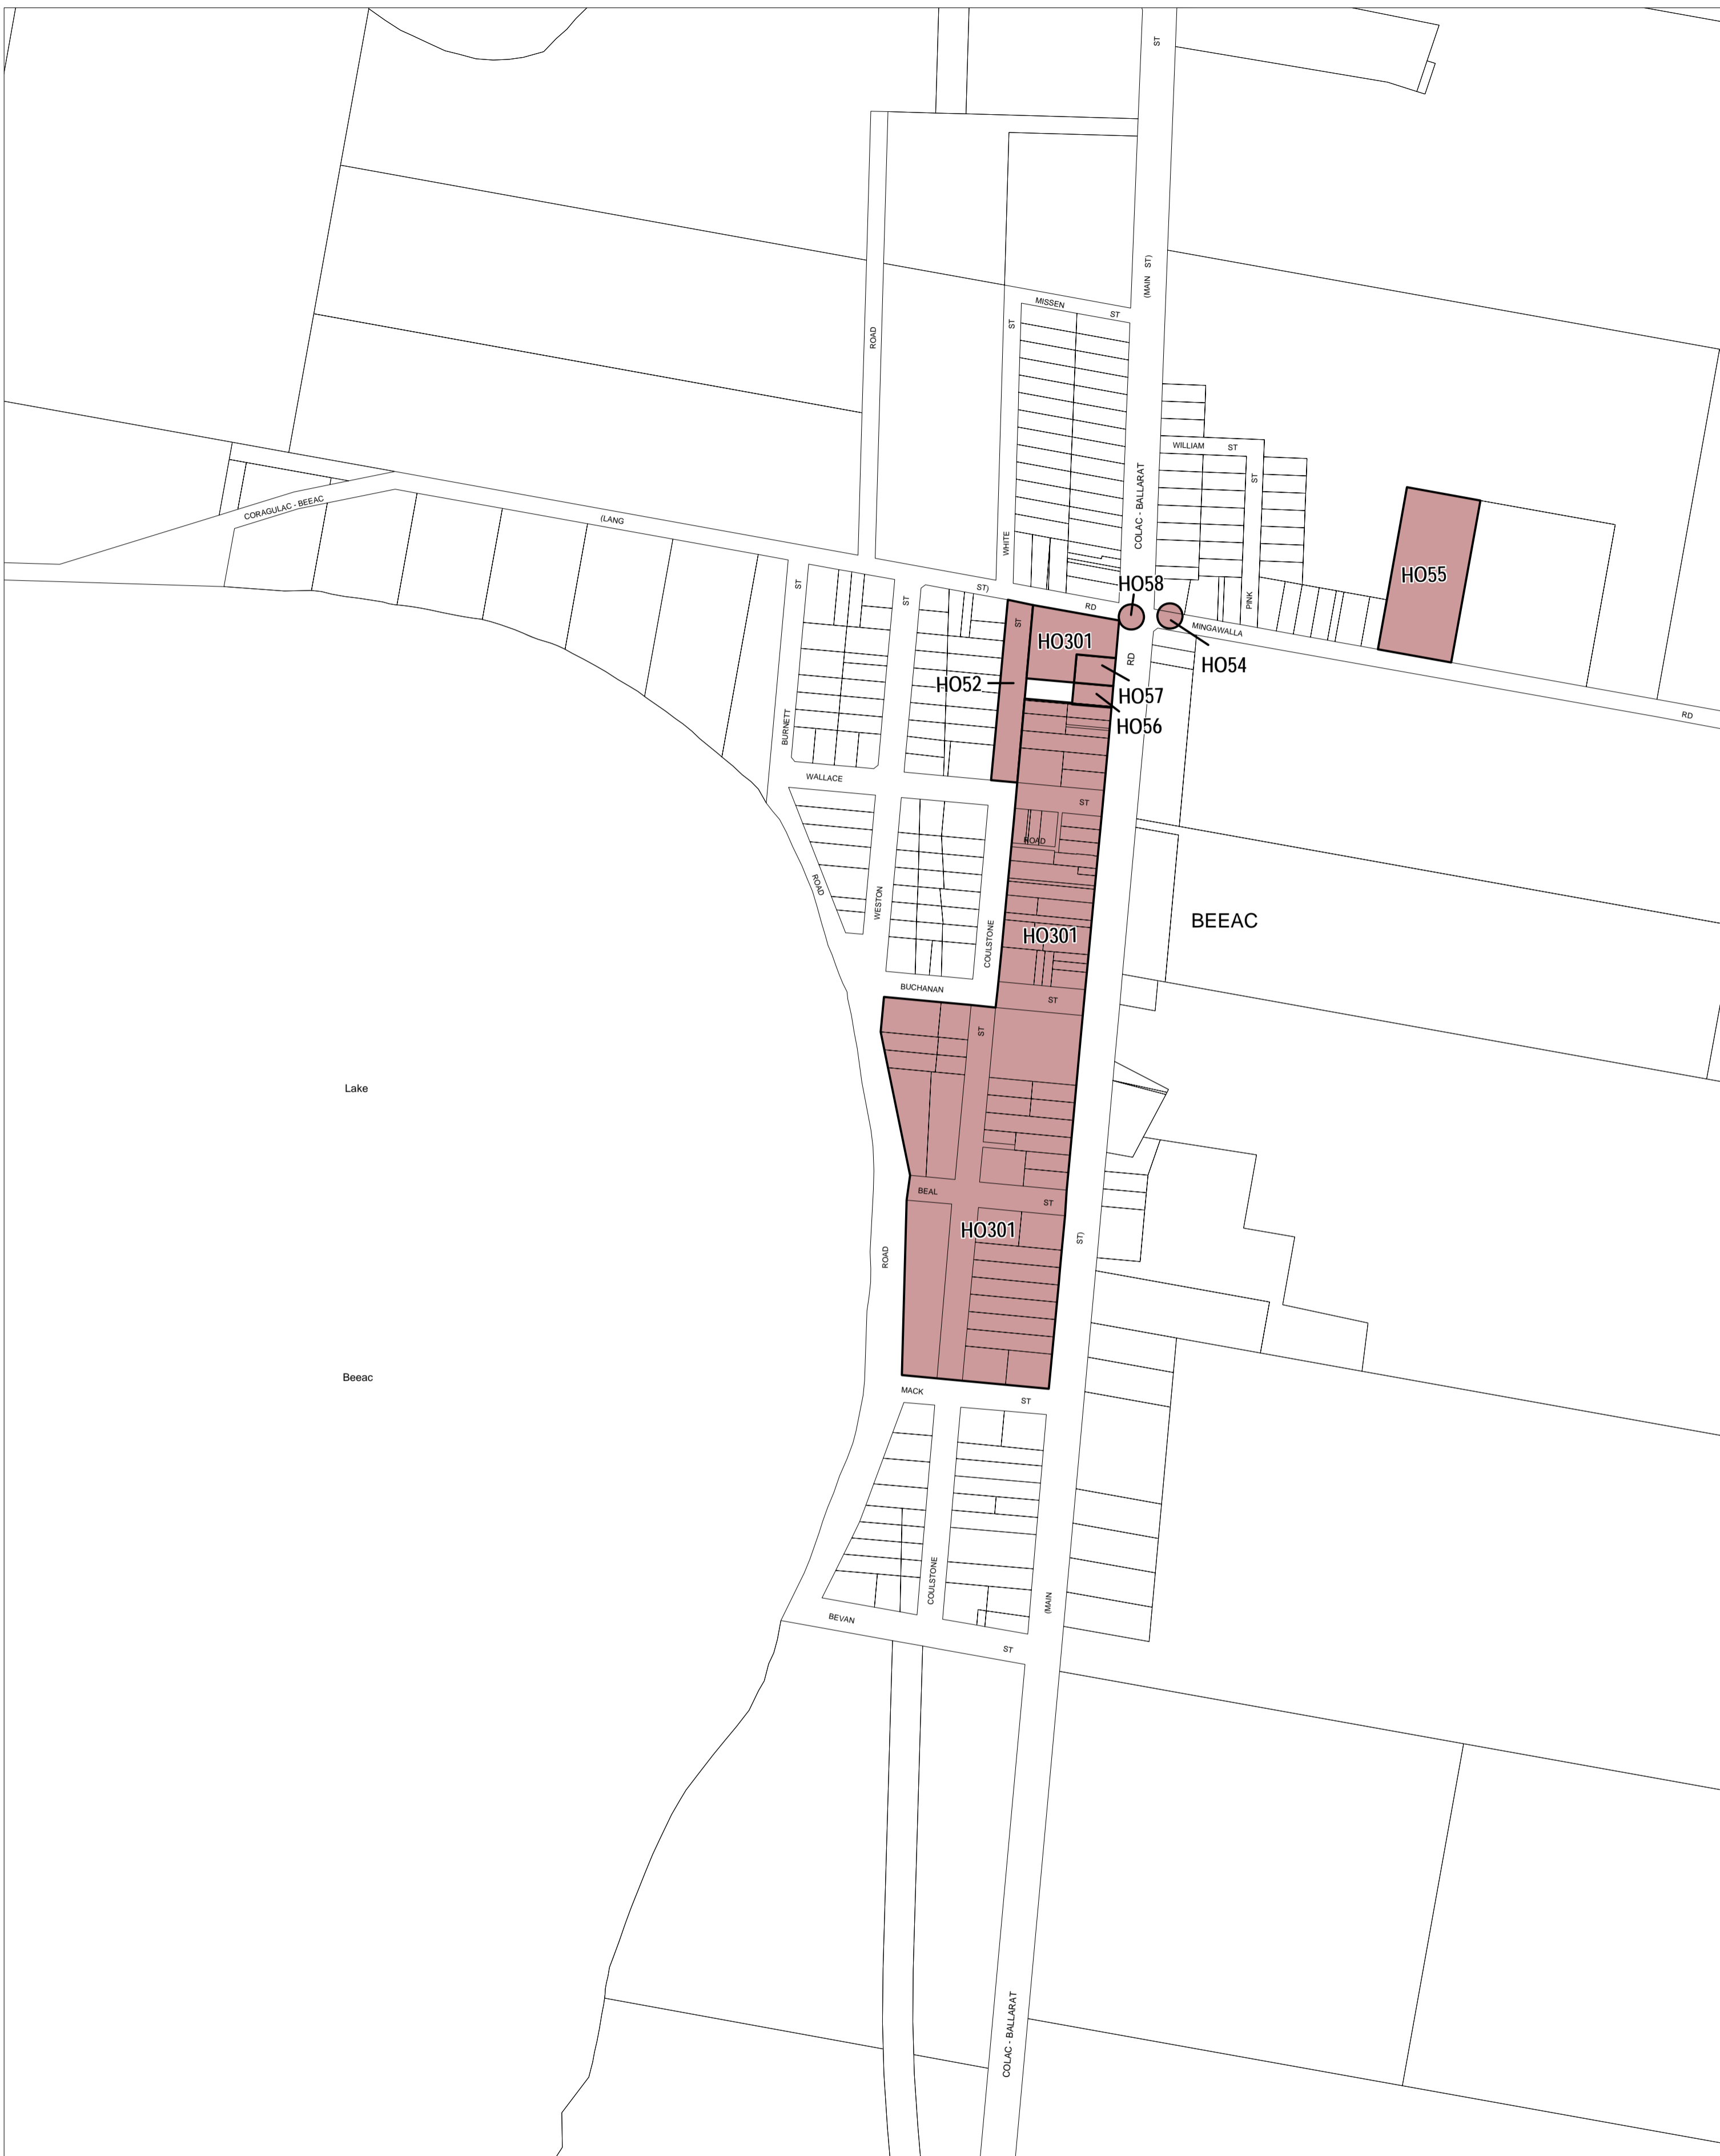 ST
(MAIN ST)
MISSEN
ST
ST
ROAD
WILLIAM ST
COLAC - BALLARAT
ST
CORAGULAC - BEEAC
(LANG
WHITE
HO55
ST
ST)
HO58
ST
RD
PINK
ST
MINGAWALLA
HO301
RD
HO54
HO52
HO57
RD
HO56
BURNETT
WALLACE
ST
ROAD
ROAD
WESTON
BEEAC
HO301
COULSTONE
BUCHANAN
ST
ST
Lake
BEAL
ST
HO301
ST)
ROAD
Beeac
MACK
ST
COULSTONE
(MAIN
BEVAN
ST
COLAC - BALLARAT